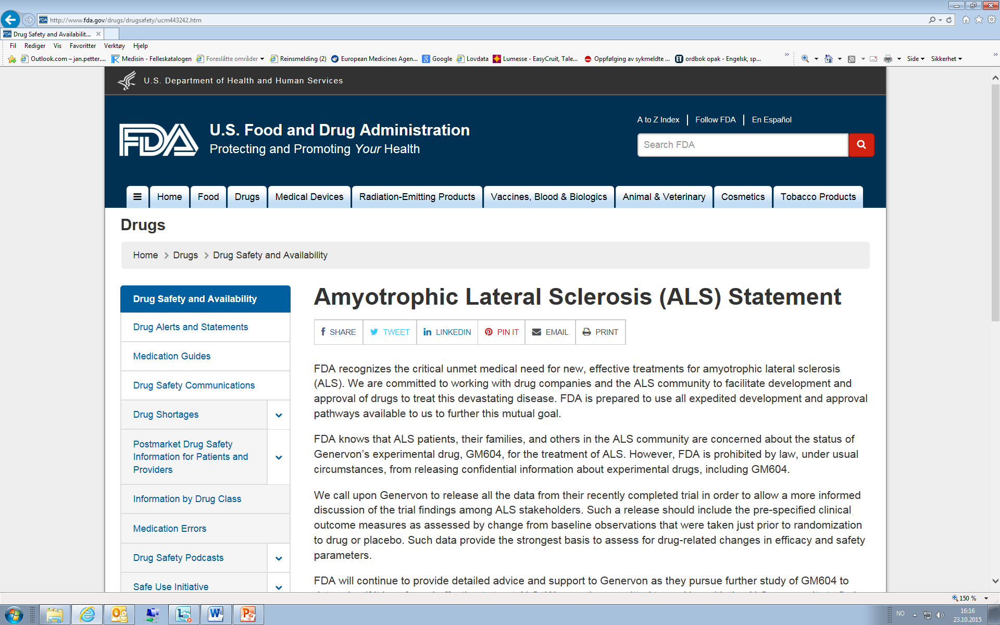 http://www.fda.gov/drugs/drugsafety/ucm443242.htm
FDA Drug Safety and Availabilit...
Fil Rediger Vis Favoritter Verktøy Hjelp
Outlook.com – jan.petter.... Medisin - Felleskatalogen Foreslåtte områder Reinsmelding (2) European Medicines Agen... Google Lovdata Lumesse - EasyCruit, Tale... Oppfølging av sykmeldte ... ordbok opak - Engelsk, sp... Side Sikkerhet
U.S. Department of Health and Human Services
A to Z Index Follow FDA En Español
FDA U.S. Food and Drug Administration
Protecting and Promoting Your Health
Search FDA
Home Food Drugs Medical Devices Radiation-Emitting Products Vaccines, Blood & Biologics Animal & Veterinary Cosmetics Tobacco Products
Drugs
Home > Drugs > Drug Safety and Availability
Drug Safety and Availability
Drug Alerts and Statements
Medication Guides
Drug Safety Communications
Drug Shortages
Postmarket Drug Safety
Information for Patients and
Providers
Information by Drug Class
Medication Errors
Drug Safety Podcasts
Safe Use Initiative
Amyotrophic Lateral Sclerosis (ALS) Statement
SHARE TWEET LINKEDIN PIN IT EMAIL PRINT
FDA recognizes the critical unmet medical need for new, effective treatments for amyotrophic lateral sclerosis
(ALS). We are committed to working with drug companies and the ALS community to facilitate development and
approval of drugs to treat this devastating disease. FDA is prepared to use all expedited development and approval
pathways available to us to further this mutual goal.
FDA knows that ALS patients, their families, and others in the ALS community are concerned about the status of
Genervon’s experimental drug, GM604, for the treatment of ALS. However, FDA is prohibited by law, under usual
circumstances, from releasing confidential information about experimental drugs, including GM604.
We call upon Genervon to release all the data from their recently completed trial in order to allow a more informed
discussion of the trial findings among ALS stakeholders. Such a release should include the pre-specified clinical
outcome measures as assessed by change from baseline observations that were taken just prior to randomization
to drug or placebo. Such data provide the strongest basis to assess for drug-related changes in efficacy and safety
parameters.
FDA will continue to provide detailed advice and support to Genervon as they pursue further study of GM604 to
150 %
NO
16:16
23.10.2015